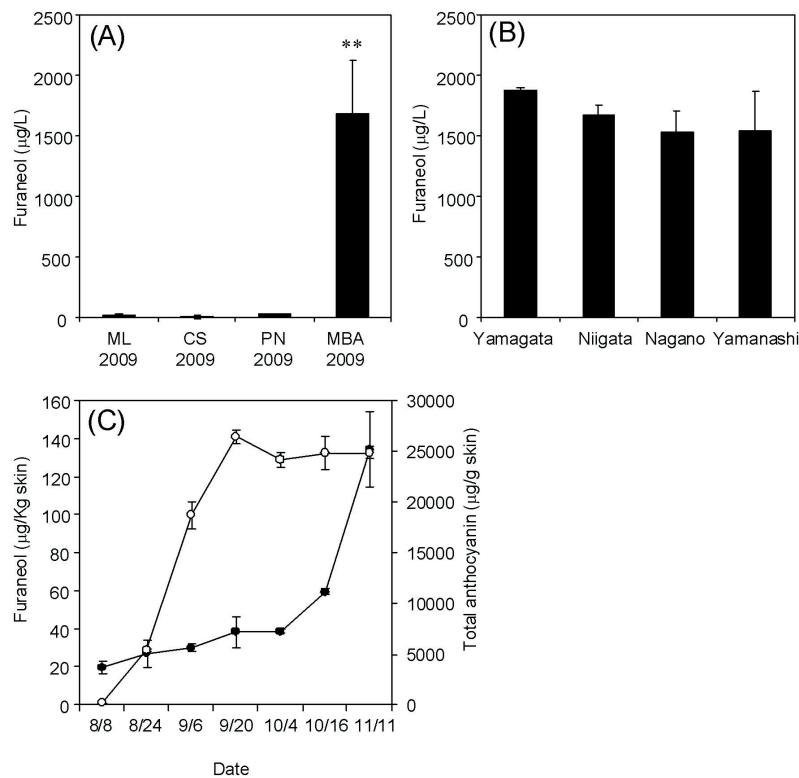 (A)
2500
2000
1500
1000
500
0
Furaneol (μg/L)
**
ML
2009
CS
2009
PN
2009
MBA
2009
(B)
2500
2000
1500
1000
500
0
Furaneol (μg/L)
Yamagata
Niigata
Nagano
Yamanashi
(C)
160
140
120
100
80
60
40
20
0
Furaneol (μg/Kg skin)
30000
25000
20000
15000
10000
5000
0
Total anthocyanin (μg/g skin)
8/8
8/24
9/6
9/20
10/4
10/16
11/11
Date